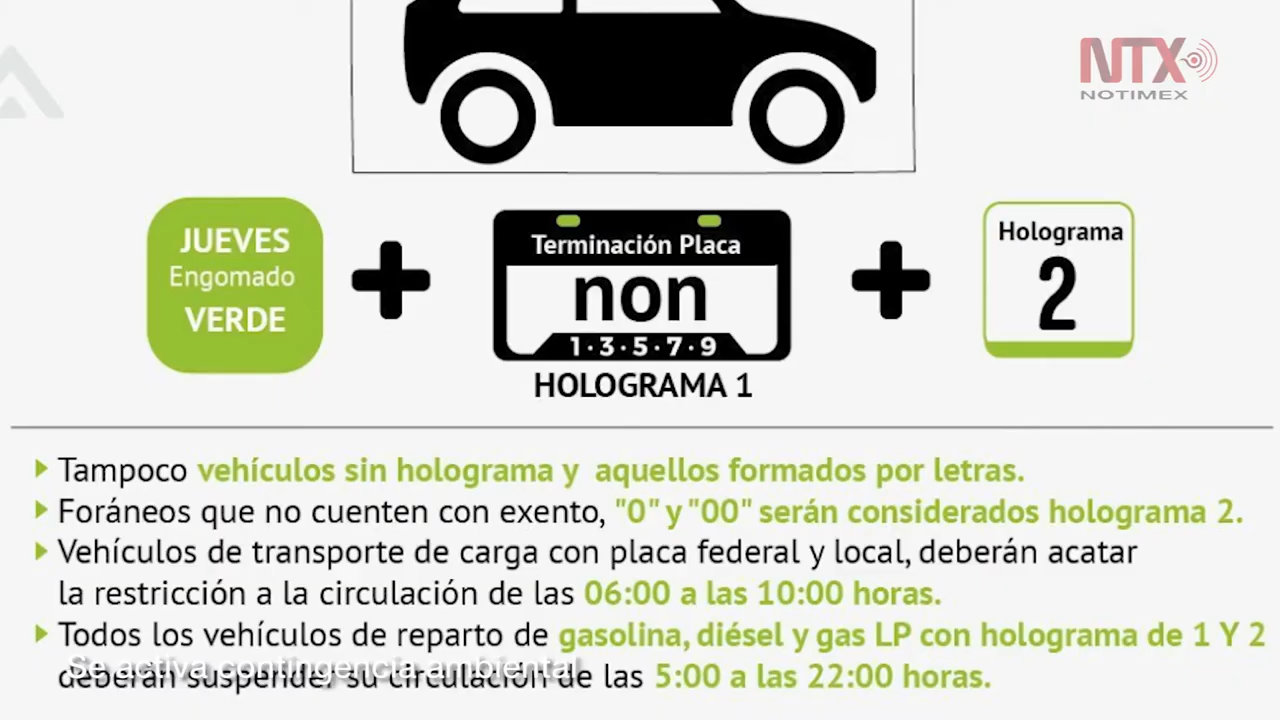 NTX
NOTIMEX
JUEVES
Engomado
VERDE
Terminación Placa
non
1·3·5·7·9
HOLOGRAMA 1
Holograma
2
Tampoco vehículos sin holograma y aquellos formados por letras.
Foráneos que no cuenten con exento, "0" y "00" serán considerados holograma 2.
Vehículos de transporte de carga con placa federal y local, deberán acatar
la restricción a la circulación de las 06:00 a las 10:00 horas.
Todos los vehículos de reparto de gasolina, diésel y gas LP con holograma de 1 Y 2
Se activa contingencia ambiental
deberán suspender su circulación de las 5:00 a las 22:00 horas.